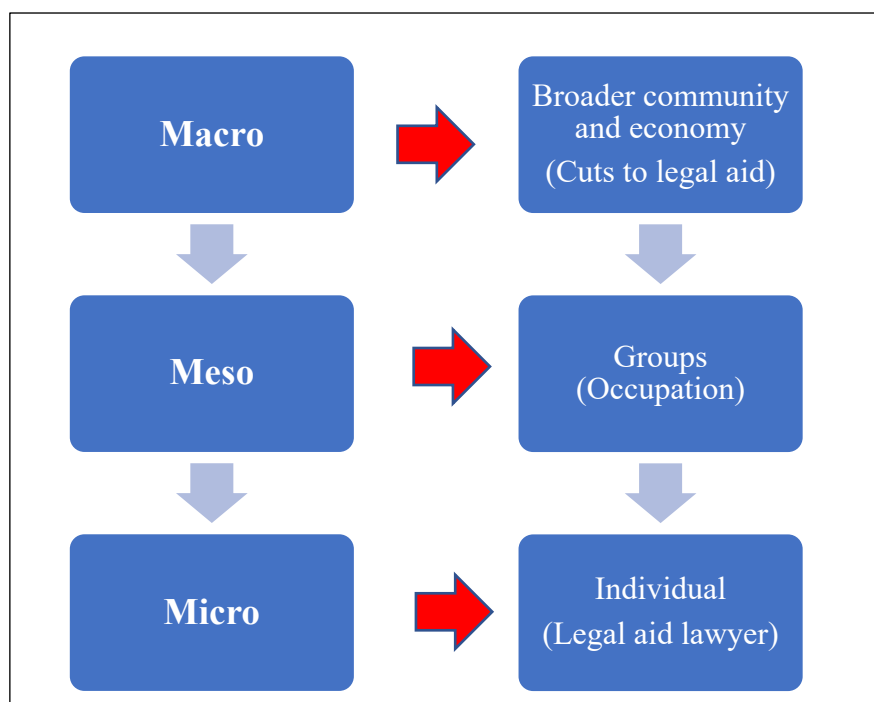 Macro
Broader community
and economy
(Cuts to legal aid)
Meso
Groups
(Occupation)
Micro
Individual
(Legal aid lawyer)